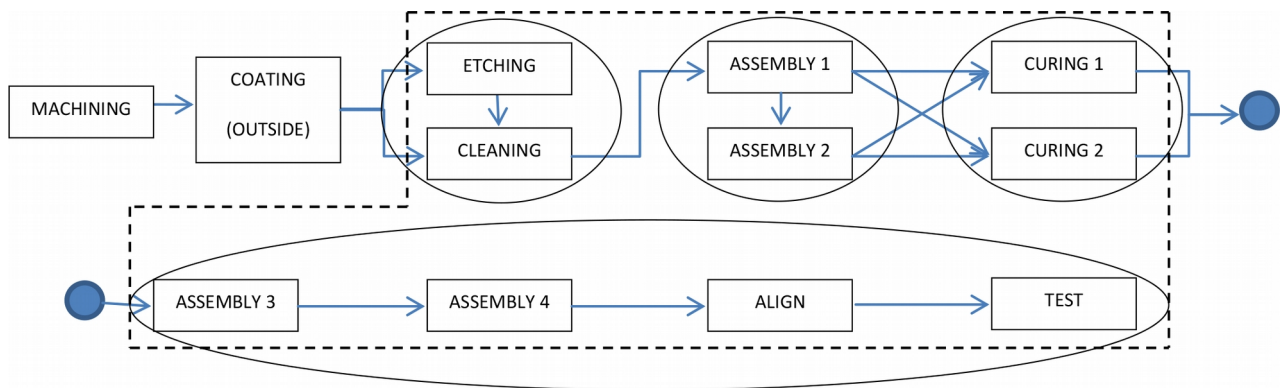 MACHINING
COATING
(OUTSIDE)
ETCHING
CLEANING
ASSEMBLY 1
ASSEMBLY 2
CURING 1
CURING 2
ASSEMBLY 3
ASSEMBLY 4
ALIGN
TEST